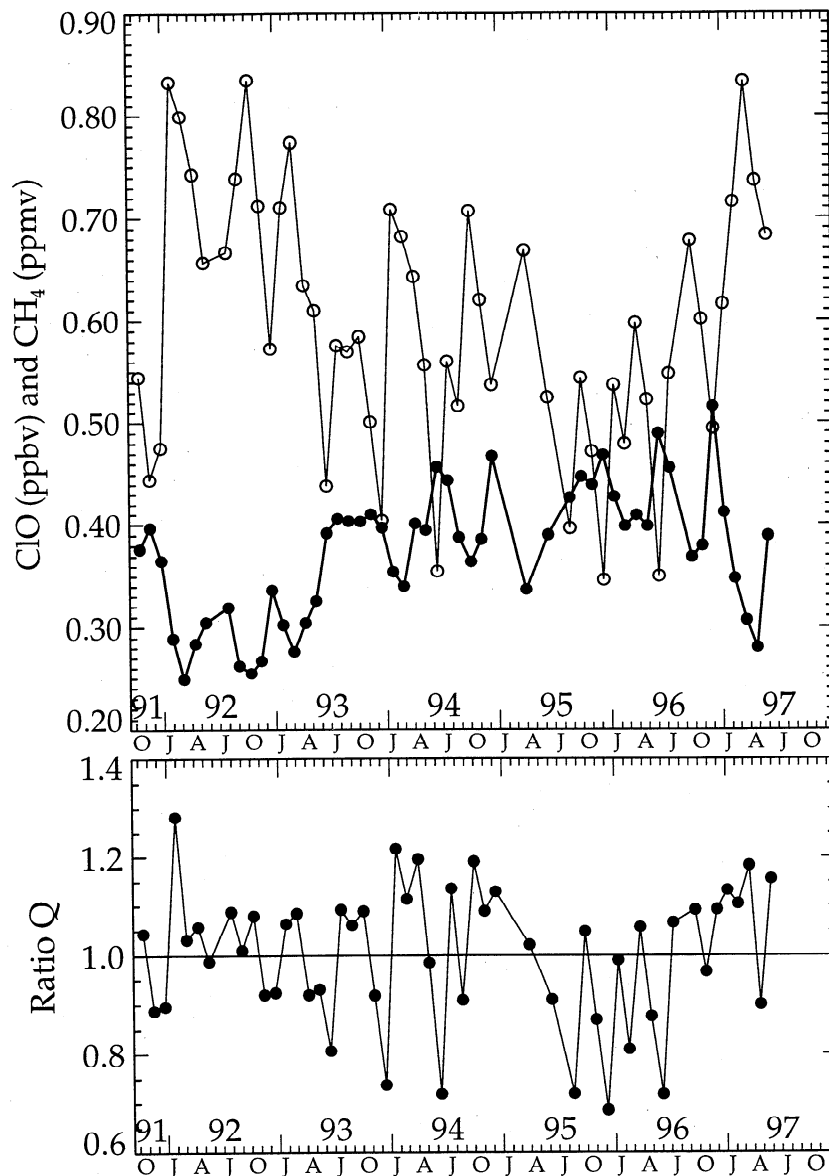 0.90
0.80
0.70
0.60
0.50
0.40
0.30
0.20
ClO (ppbv) and CH₄ (ppmv)
91 92 93 94 95 96 97
O J A J O J A J O J A J O J A J O J A J O J A J O
1.4
1.2
1.0
0.8
0.6
Ratio Q
91 92 93 94 95 96 97
O J A J O J A J O J A J O J A J O J A J O J A J O